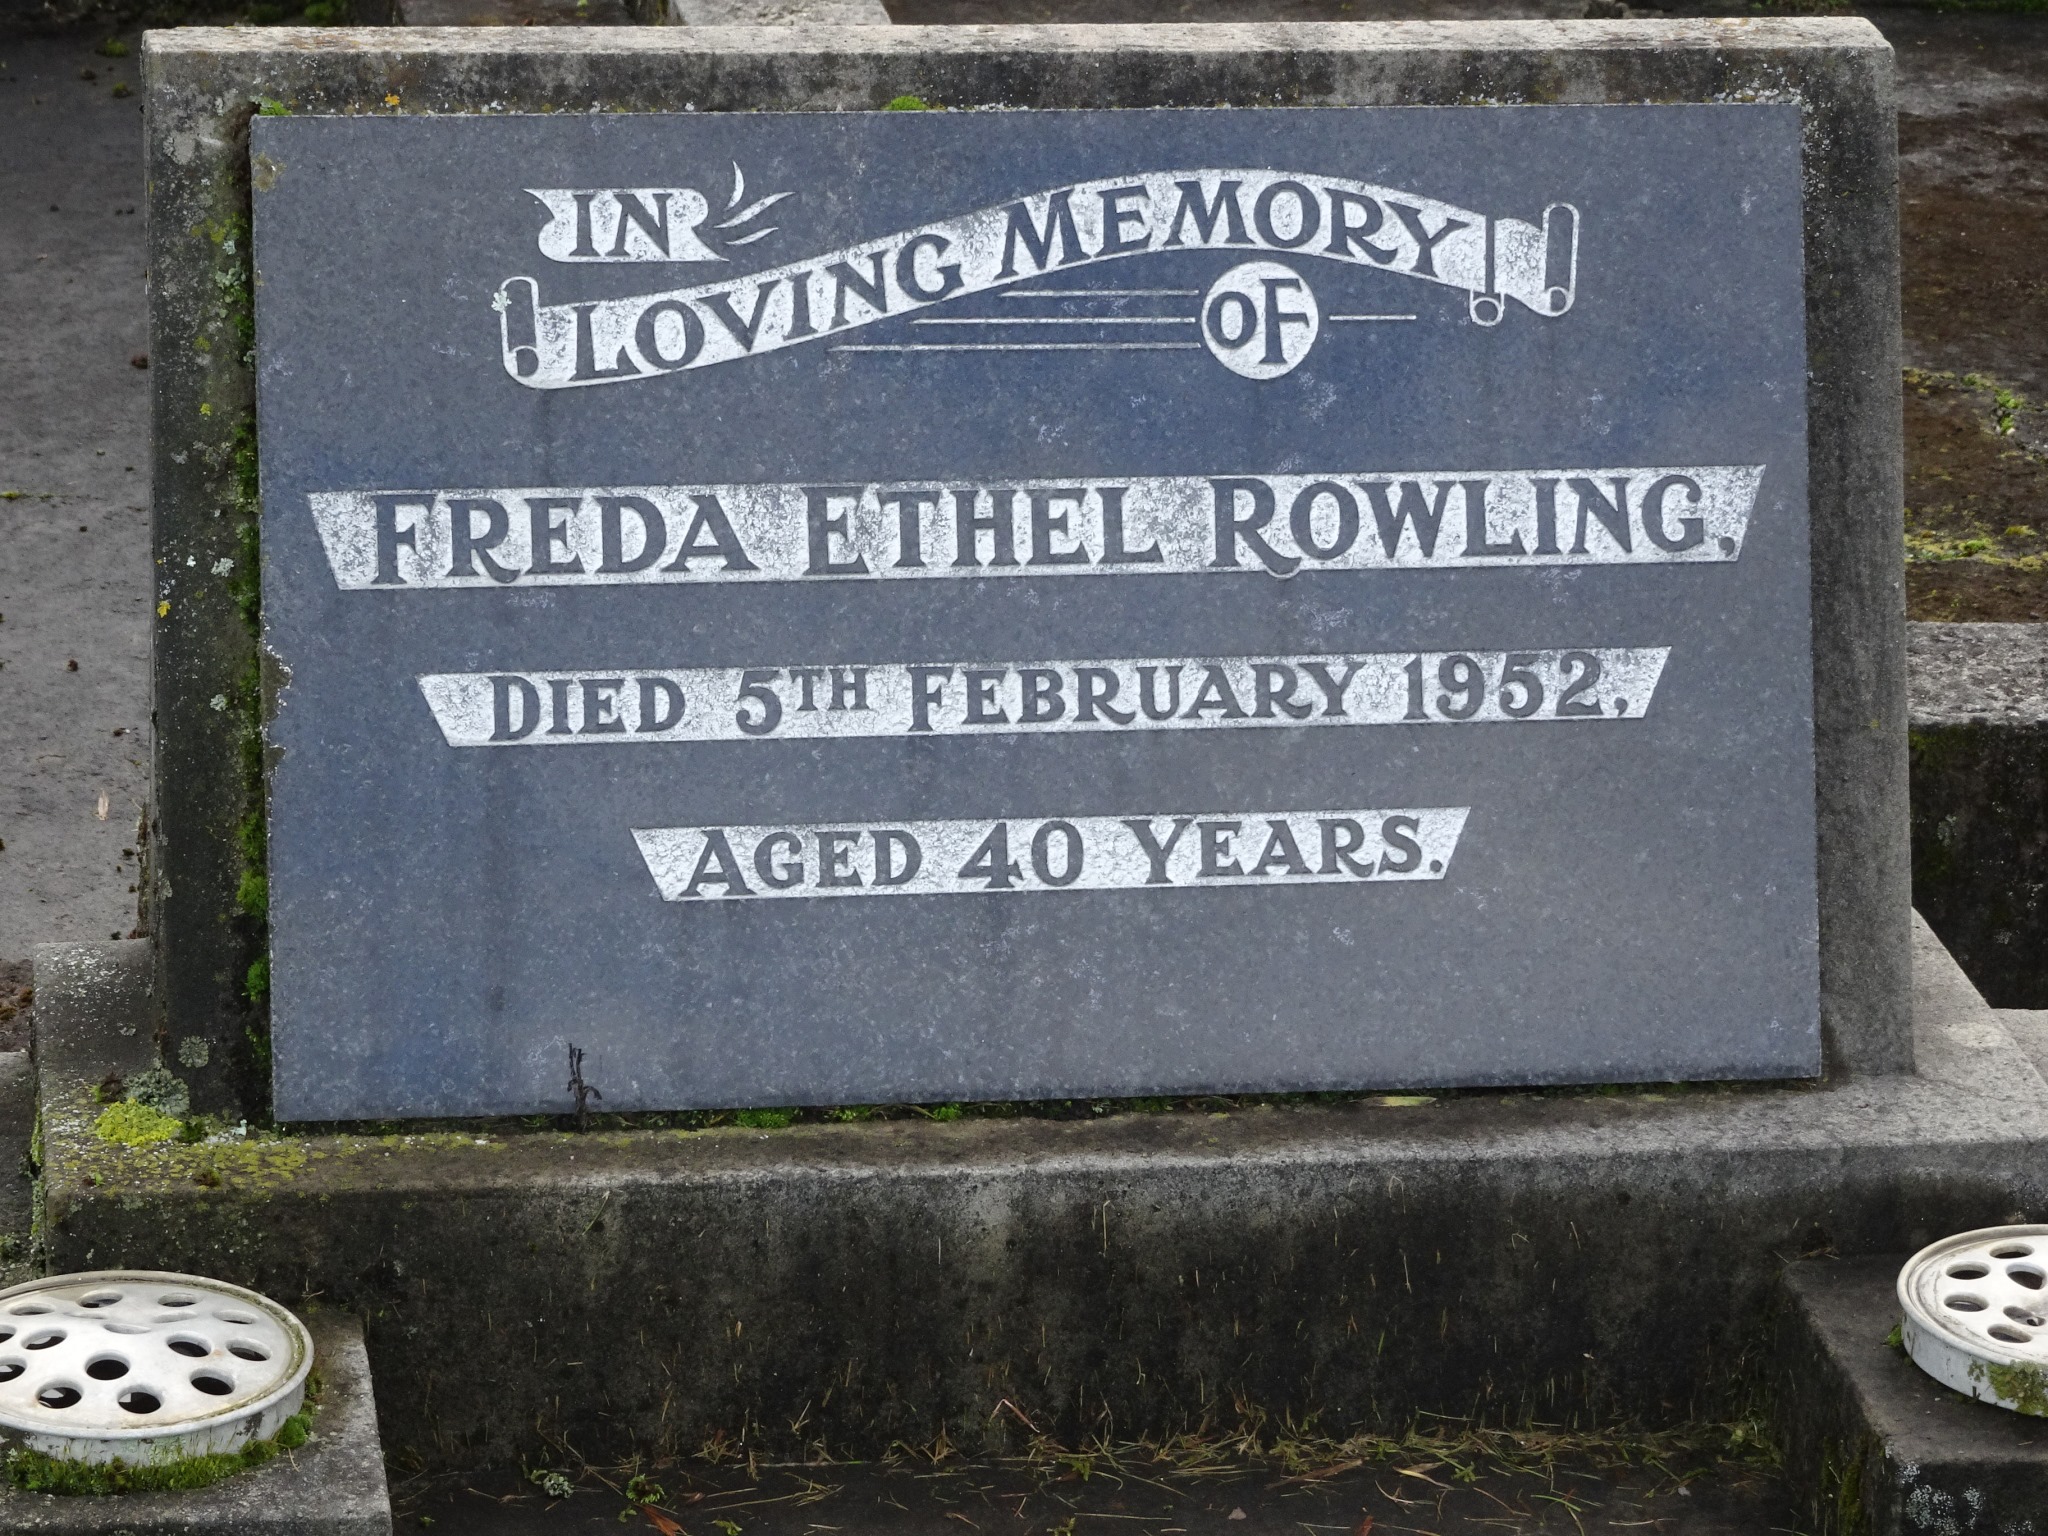 IN
LOVING MEMORY
OF
FREDA ETHEL ROWLING,
DIED 5TH FEBRUARY 1952,
AGED 40 YEARS.